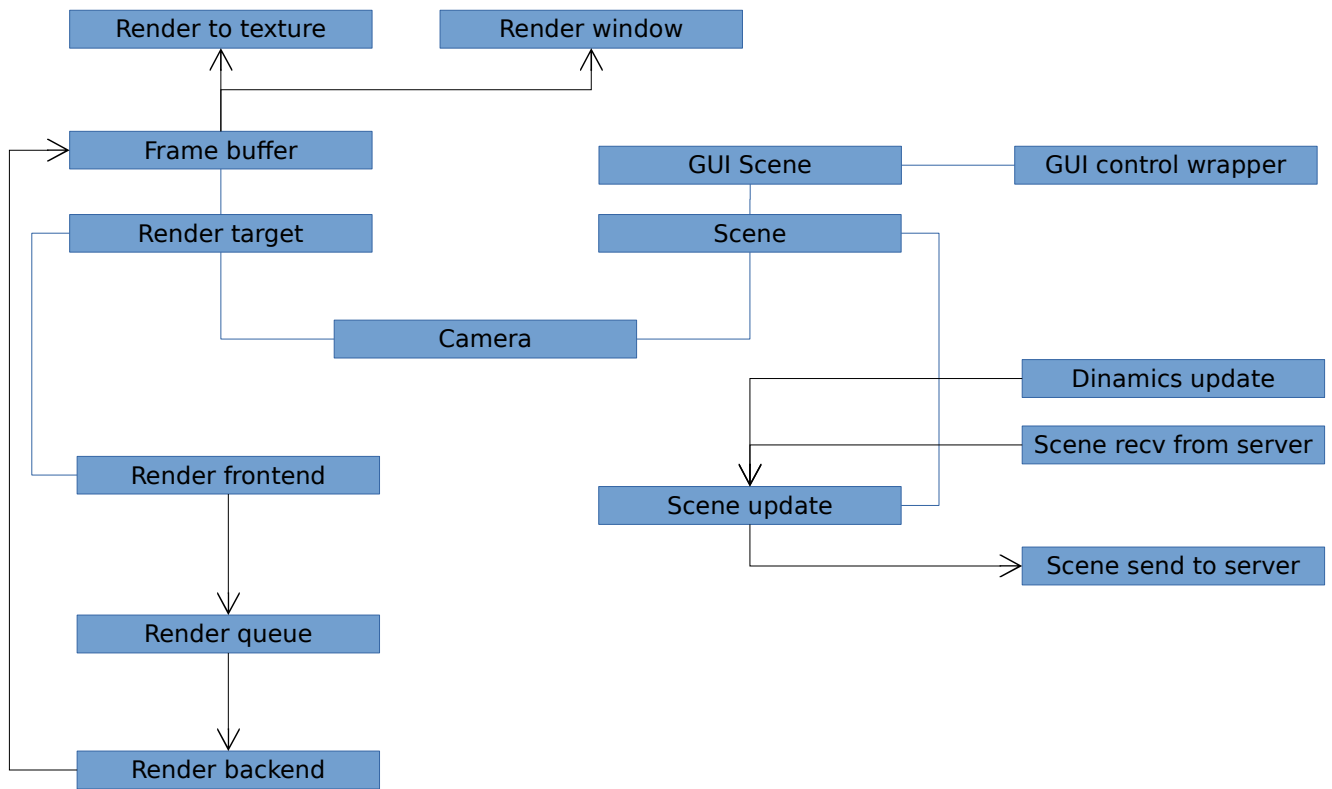 Render to texture
Render window
Frame buffer
GUI Scene
GUI control wrapper
Render target
Scene
Camera
Dinamics update
Scene recv from server
Render frontend
Scene update
Scene send to server
Render queue
Render backend